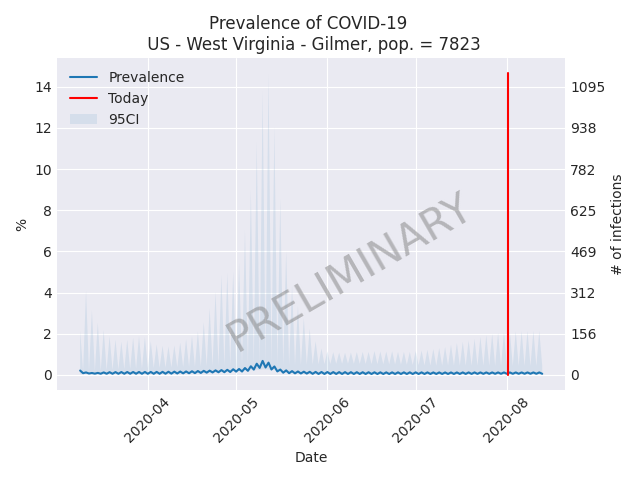 Prevalence of COVID-19
US - West Virginia - Gilmer, pop. = 7823
Prevalence
Today
95CI
14
12
10
8
6
4
2
0
%
1095
938
782
625
469
312
156
0
# of infections
PRELIMINARY
2020-04
2020-05
2020-06
2020-07
2020-08
Date